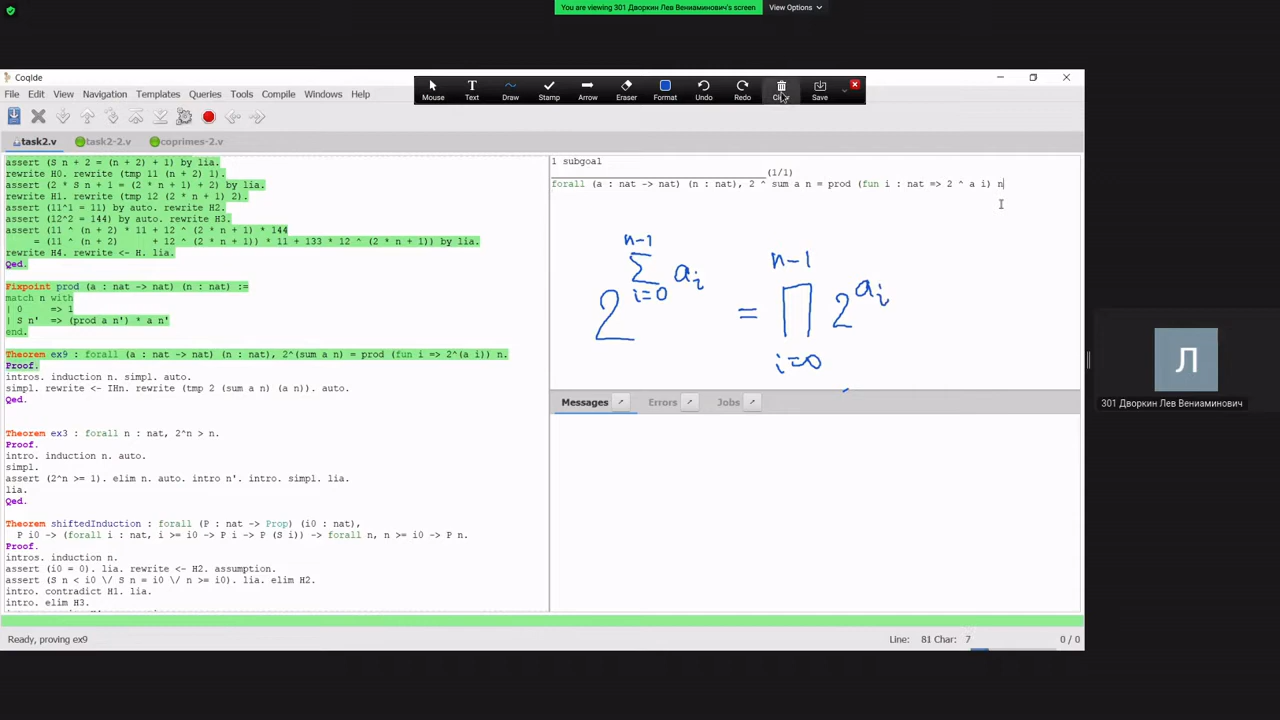 You are viewing 301 Дворкин Лев Вениаминович's screen
View Options
CoqIde
Mouse Text Draw Stamp Arrow Eraser Format Undo Redo Clear Save
File Edit View Navigation Templates Queries Tools Compile Windows Help
task2.v task2-2.v coprimes-2.v
assert (S n + 2 = (n + 2) + 1) by lia.
rewrite H0. rewrite (tmp 11 (n + 2) 1).
assert (2 * S n + 1 = (2 * n + 1) + 2) by lia.
rewrite H1. rewrite (tmp 12 (n + 1) 2).
assert (11^1 = 11) by auto. rewrite H2.
assert (12^2 = 144) by auto. rewrite H3.
assert (11 ^ (n + 2) * 11 + 12 ^ (2 * n + 1) * 144
= (11 ^ (n + 2) + 12 ^ (2 * n + 1)) * 11 + 133 * 12 ^ (2 * n + 1)) by lia.
rewrite H4. rewrite <- H. lia.
Qed.
Fixpoint prod (a : nat -> nat) (n : nat) :=
match n with
| 0 => 1
| S n' => (prod a n') * a n'
end.
Theorem ex9 : forall (a : nat -> nat) (n : nat), 2^(sum a n) = prod (fun i => 2^(a i)) n.
Proof.
intros. induction n. simpl. auto.
simpl. rewrite <- IHn. rewrite (tmp 2 (sum a n) (a n)). auto.
Qed.
Theorem ex3 : forall n : nat, 2^n > n.
Proof.
intro. induction n. auto.
simpl.
assert (2^n >= 1). elim n. auto. intro n'. intro. simpl. lia.
lia.
Qed.
Theorem shiftedInduction : forall (P : nat -> Prop) (i0 : nat),
P i0 -> (forall i : nat, i >= i0 -> P i -> P (S i)) -> forall n, n >= i0 -> P n.
Proof.
intros. induction n.
assert (i0 = 0). lia. rewrite <- H2. assumption.
assert (S n < i0 \/ S n = i0 \/ n >= i0). lia. elim H2.
intro. contradict H1. lia.
intro. elim H3.
1 subgoal
(1/1)
forall (a : nat -> nat) (n : nat), 2 ^ sum a n = prod (fun i : nat => 2 ^ a i) n
n-1 n-1
2 Σ ai = ∏ 2 ai
i=0 i=0
Messages Errors Jobs
Ready, proving ex9
Line: 81 Char: 7 0 / 0
Л
301 Дворкин Лев Вениаминович